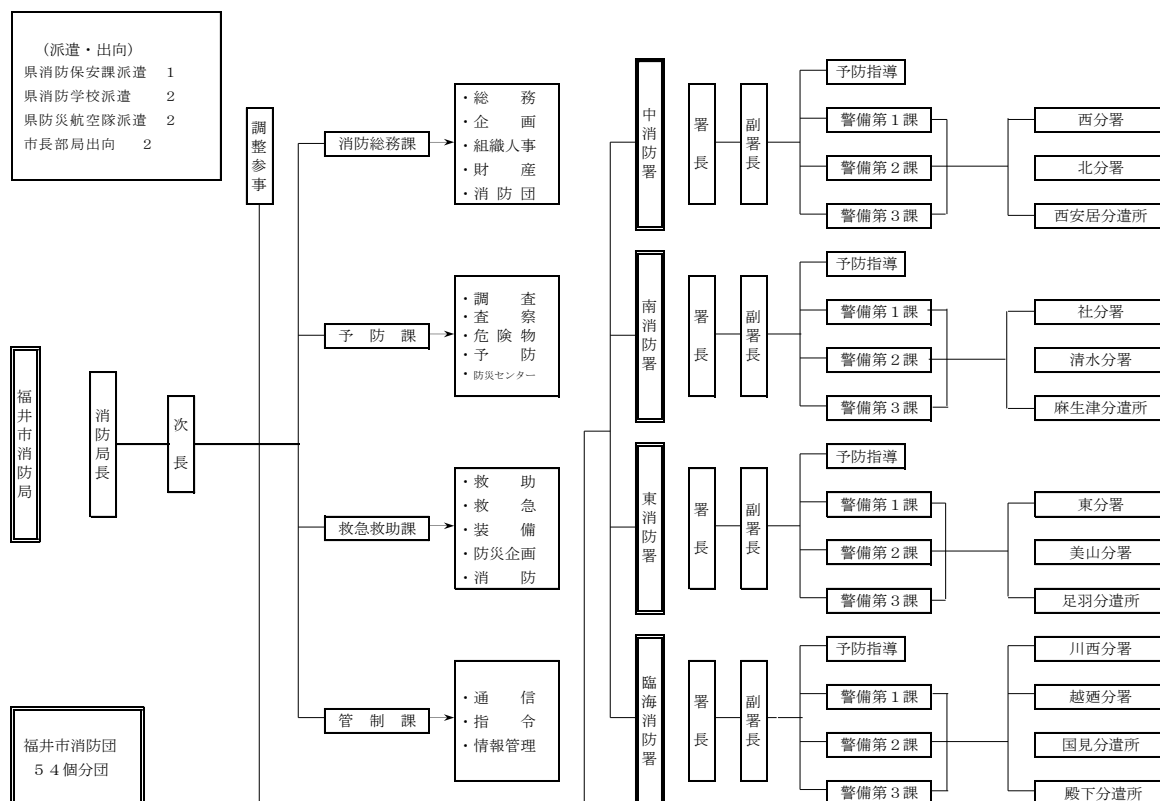 (派遣・出向)
県消防保安課派遣 1
県消防学校派遣 2
県防災航空隊派遣 2
市長部局出向 2
福井市消防局
消防局長
次長
調整参事
福井市消防団
54個分団
消防総務課
・総務
・企画
・組織人事
・財産
・消防団
予防課
・調査
・査察
・危険物
・予防
・防災センター
救急救助課
・救助
・救急
・装備
・防災企画
・消防
管制課
・通信
・指令
・情報管理
中消防署
署長
副署長
予防指導
警備第1課
警備第2課
警備第3課
西分署
北分署
西安居分遣所
南消防署
署長
副署長
予防指導
警備第1課
警備第2課
警備第3課
社分署
清水分署
麻生津分遣所
東消防署
署長
副署長
予防指導
警備第1課
警備第2課
警備第3課
東分署
美山分署
足羽分遣所
臨海消防署
署長
副署長
予防指導
警備第1課
警備第2課
警備第3課
川西分署
越廼分署
国見分遣所
殿下分遣所